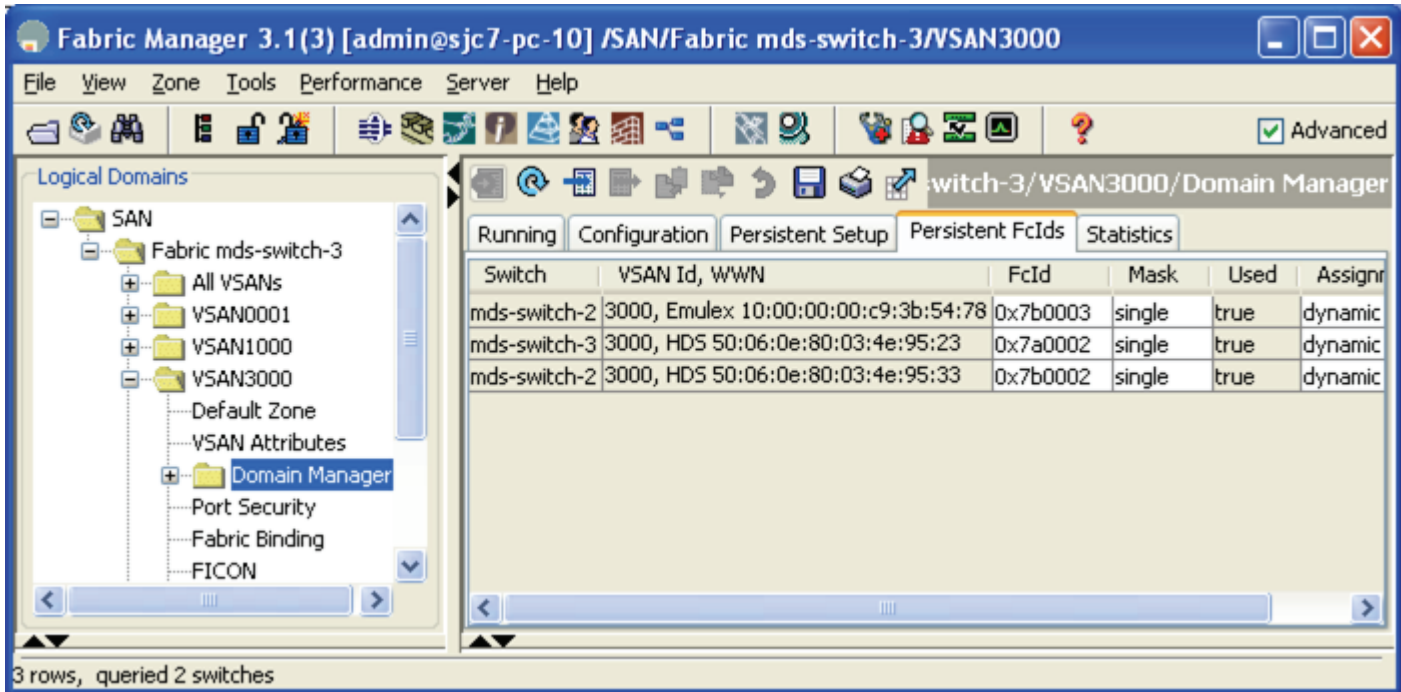 Fabric Manager 3.1(3) [admin@sjc7-pc-10] /SAN/Fabric mds-switch-3/VSAN3000
File View Zone Tools Performance Server Help
Advanced
Logical Domains
SAN
Fabric mds-switch-3
All VSANs
VSAN0001
VSAN1000
VSAN3000
Default Zone
VSAN Attributes
Domain Manager
Port Security
Fabric Binding
FICON
witch-3/VSAN3000/Domain Manager
Running Configuration Persistent Setup Persistent FcIds Statistics
Switch VSAN Id, WWN FcId Mask Used Assignm
mds-switch-2 3000, Emulex 10:00:00:00:c9:3b:54:78 0x7b0003 single true dynamic
mds-switch-3 3000, HDS 50:06:0e:80:03:4e:95:23 0x7a0002 single true dynamic
mds-switch-2 3000, HDS 50:06:0e:80:03:4e:95:33 0x7b0002 single true dynamic
3 rows, queried 2 switches